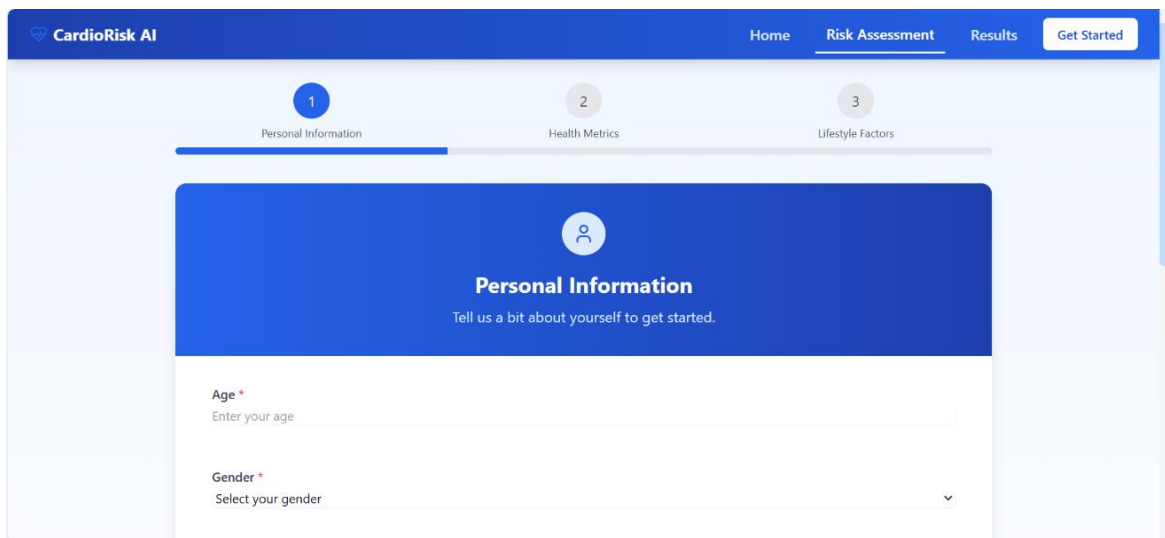 CardioRisk AI
Home Risk Assessment Results Get Started
1 2 3
Personal Information Health Metrics Lifestyle Factors
Personal Information
Tell us a bit about yourself to get started.
Age *
Enter your age
Gender *
Select your gender